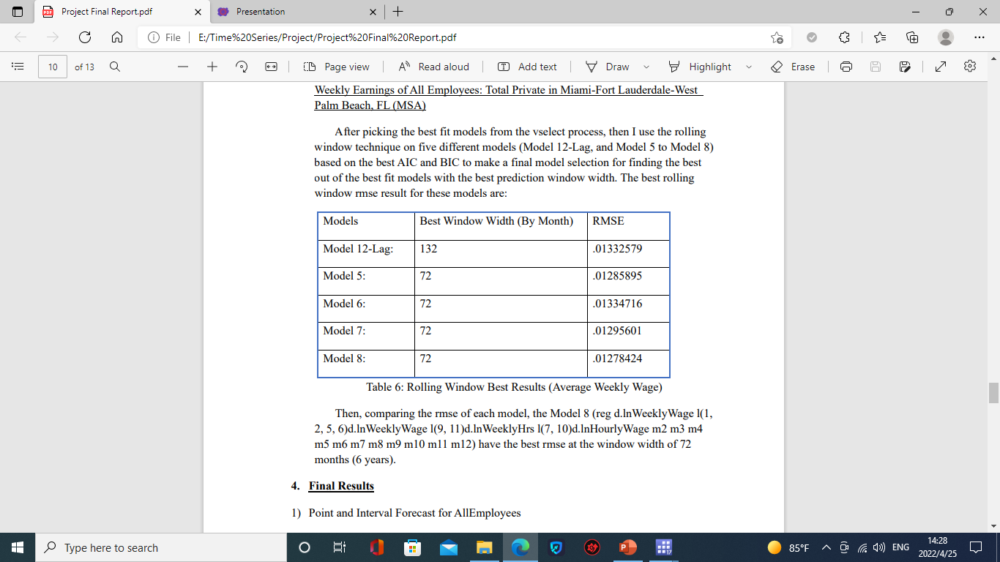 Project Final Report.pdf
Presentation
File
E:/Time%20Series/Project/Project%20Final%20Report.pdf
10 of 13
Page view
Read aloud
Add text
Draw
Highlight
Erase
Weekly Earnings of All Employees: Total Private in Miami-Fort Lauderdale-West
Palm Beach, FL (MSA)
After picking the best fit models from the vselect process, then I use the rolling
window technique on five different models (Model 12-Lag, and Model 5 to Model 8)
based on the best AIC and BIC to make a final model selection for finding the best
out of the best fit models with the best prediction window width. The best rolling
window rmse result for these models are:
Models Best Window Width (By Month) RMSE
Model 12-Lag: 132 .01332579
Model 5: 72 .01285895
Model 6: 72 .01334716
Model 7: 72 .01295601
Model 8: 72 .01278424
Table 6: Rolling Window Best Results (Average Weekly Wage)
Then, comparing the rmse of each model, the Model 8 (reg d.lnWeeklyWage l(1,
2, 5, 6)d.lnWeeklyWage l(9, 11)d.lnWeeklyHrs l(7, 10)d.lnHourlyWage m2 m3 m4
m5 m6 m7 m8 m9 m10 m11 m12) have the best rmse at the window width of 72
months (6 years).
4. Final Results
1) Point and Interval Forecast for AllEmployees
Type here to search
85°F
ENG
14:28
2022/4/25